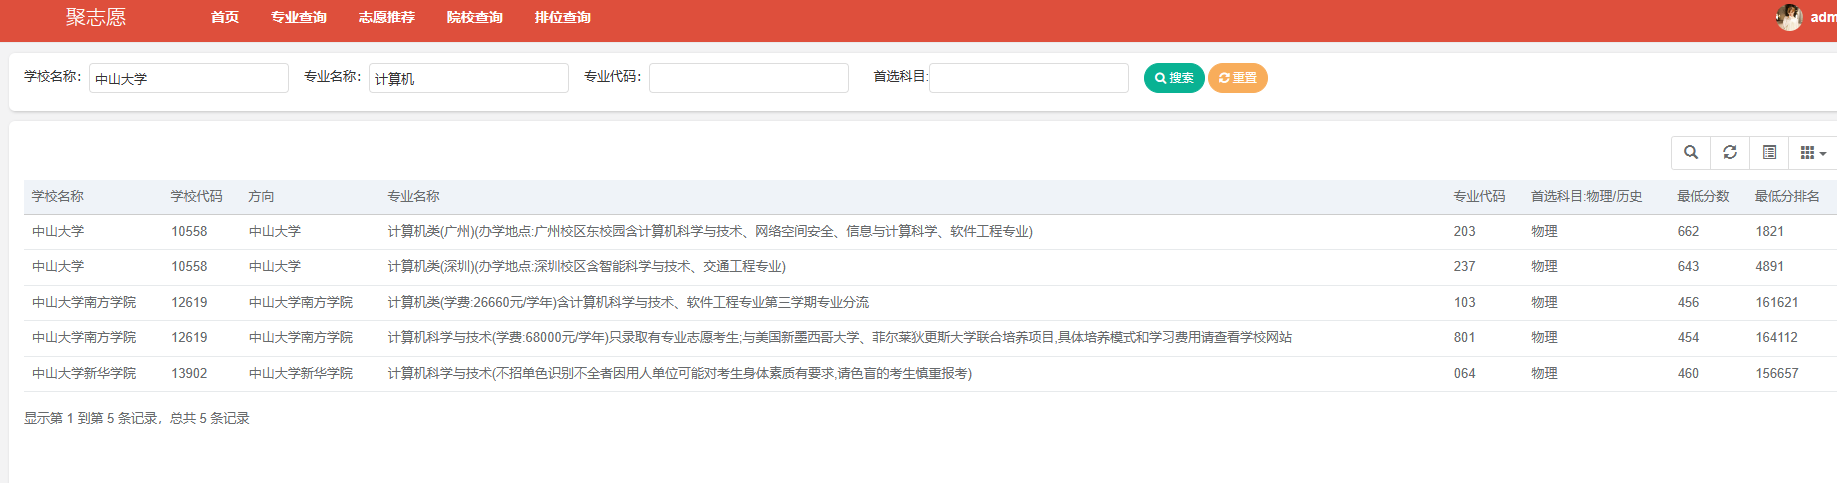 聚志愿 首页 专业查询 志愿推荐 院校查询 排位查询 adm
学校名称: 中山大学 专业名称: 计算机 专业代码: 首选科目: 搜索 重置
学校名称 学校代码 方向 专业名称 专业代码 首选科目:物理/历史 最低分数 最低分排名
中山大学 10558 中山大学 计算机类(广州)(办学地点:广州校区东校园含计算机科学与技术、网络空间安全、信息与计算科学、软件工程专业) 203 物理 662 1821
中山大学 10558 中山大学 计算机类(深圳)(办学地点:深圳校区含智能科学与技术、交通工程专业) 237 物理 643 4891
中山大学南方学院 12619 中山大学南方学院 计算机类(学费:26660元/学年)含计算机科学与技术、软件工程专业第三学期专业分流 103 物理 456 161621
中山大学南方学院 12619 中山大学南方学院 计算机科学与技术(学费:68000元/学年)只录取有专业志愿考生;与美国新墨西哥大学、菲尔莱狄更斯大学联合培养项目,具体培养模式和学习费用请查看学校网站 801 物理 454 164112
中山大学新华学院 13902 中山大学新华学院 计算机科学与技术(不招单色识别不全者因用人单位可能对考生身体素质有要求,请色盲的考生慎重报考) 064 物理 460 156657
显示第 1 到第 5 条记录，总共 5 条记录